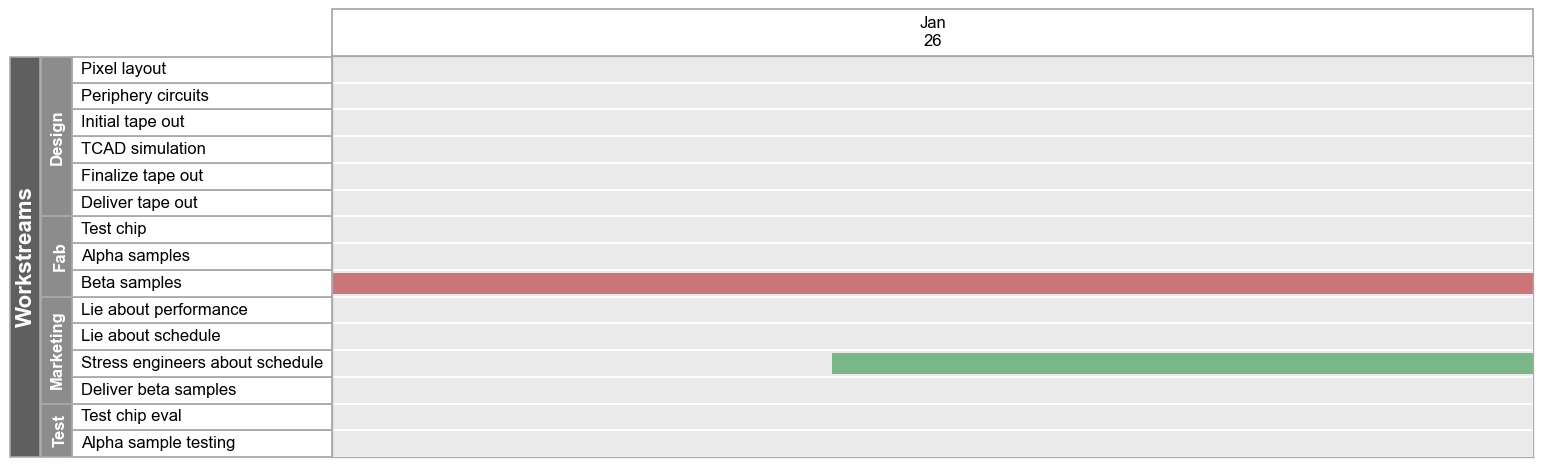 Jan
26
Workstreams
Design
Pixel layout
Periphery circuits
Initial tape out
TCAD simulation
Finalize tape out
Deliver tape out
Fab
Test chip
Alpha samples
Beta samples
Marketing
Lie about performance
Lie about schedule
Stress engineers about schedule
Deliver beta samples
Test
Test chip eval
Alpha sample testing